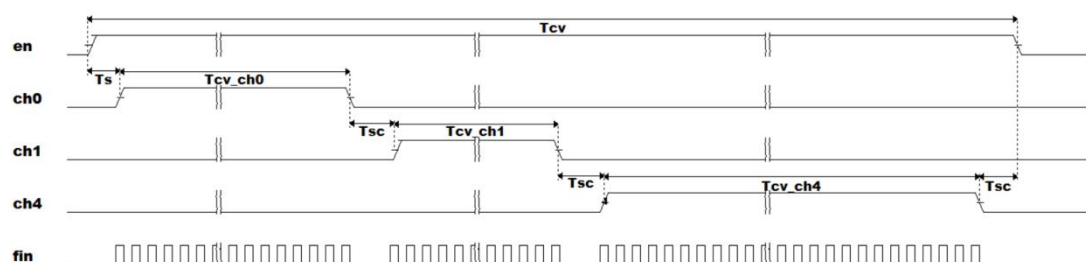 Tcv
en
Ts Tcv_ch0
ch0
Tsc Tcv_ch1
ch1
Tsc Tcv_ch4 Tsc
ch4
fin